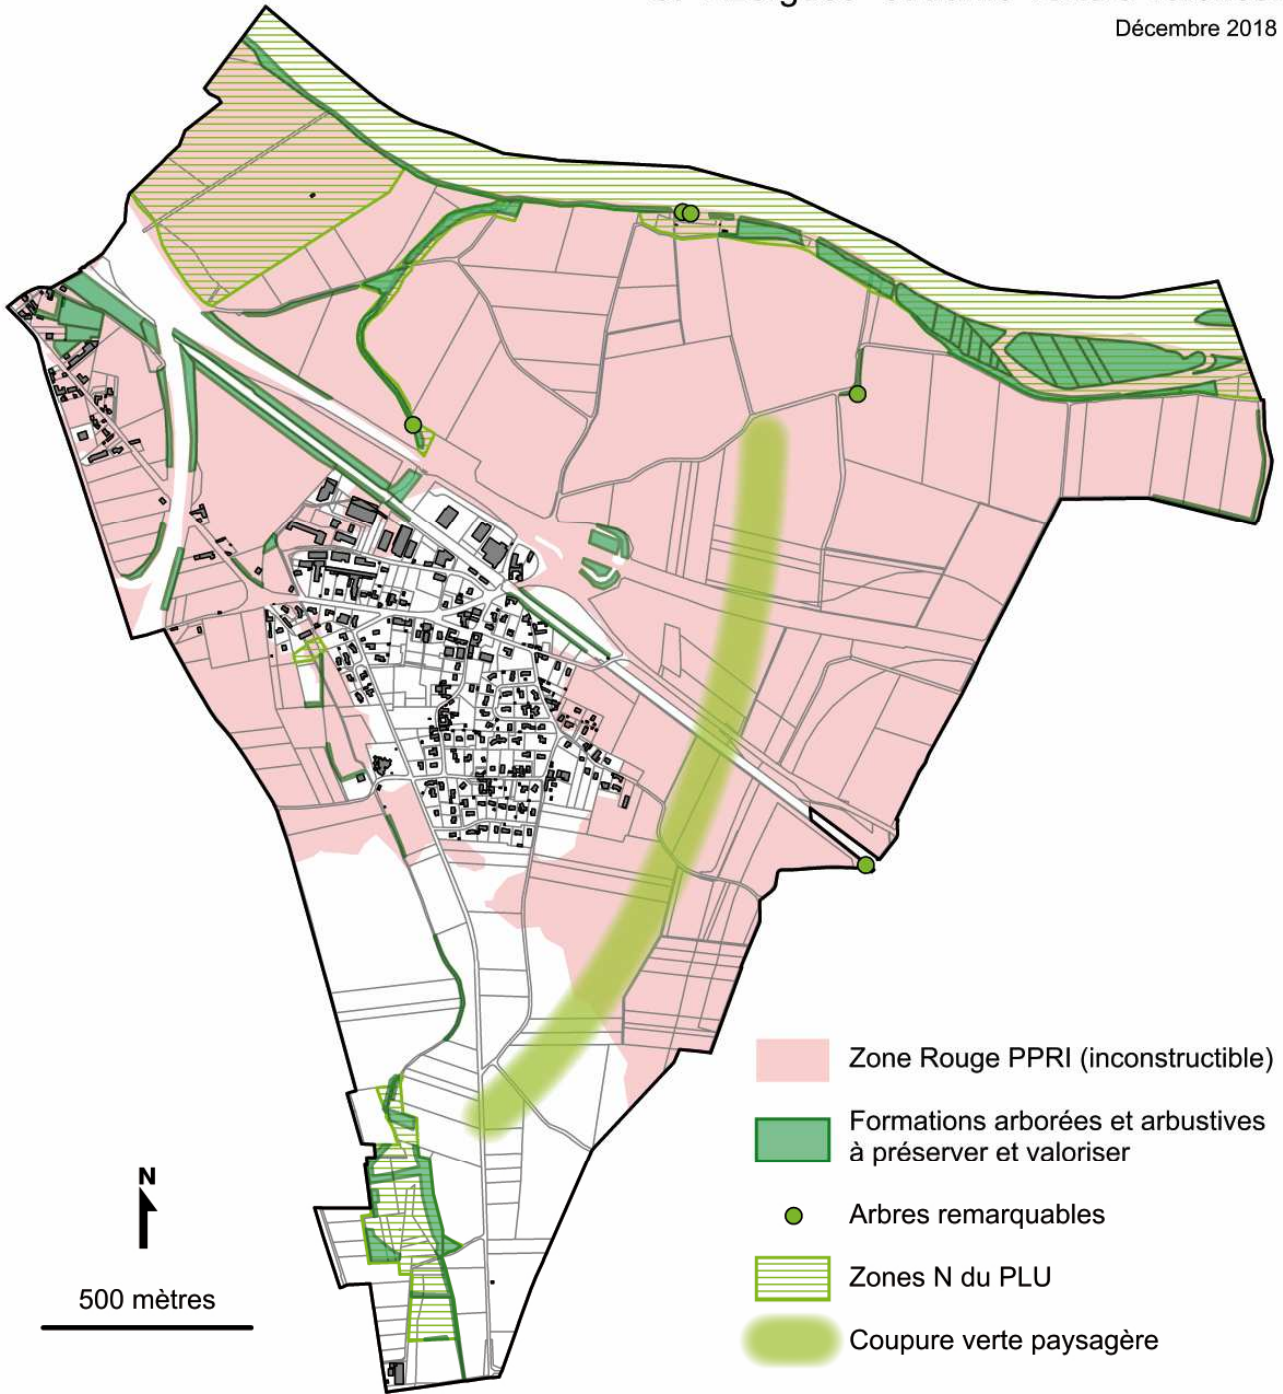 Décembre 2018
Zone Rouge PPRI (inconstructible)
Formations arborées et arbustives
à préserver et valoriser
Arbres remarquables
Zones N du PLU
Coupure verte paysagère
N
500 mètres